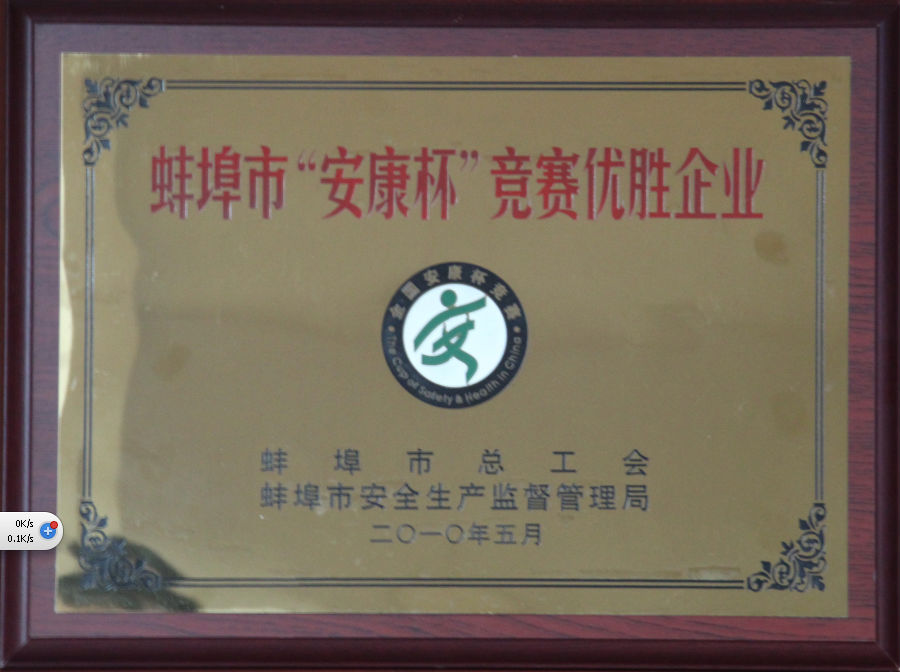 蚌埠市“安康杯”竞赛优胜企业
全国安康杯竞赛
The Cup of Safety & Health in China
蚌埠市总工会
蚌埠市安全生产监督管理局
0K/s
0.1K/s
二〇一〇年五月